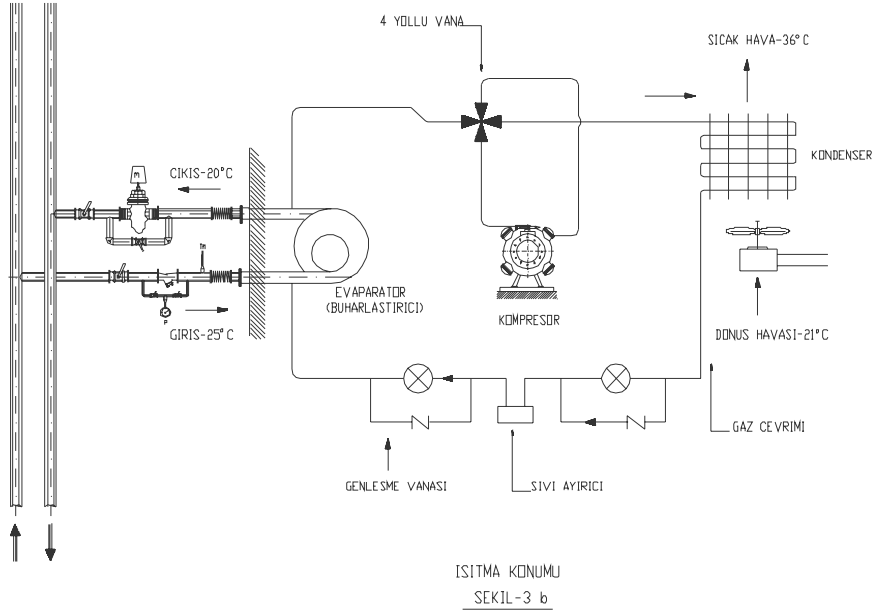 4 YOLLU VANA
SICAK HAVA-36°C
KONDENSER
M
CIKIS-20°C
TM
P
GIRIS-25°C
EVAPARATOR
(BUHARLASTIRICI)
KOMPRESOR
DONUS HAVASI-21°C
GAZ CEVRIMI
GENLESME VANASI
SIVI AYIRICI
ISITMA KONUMU
SEKIL-3 b